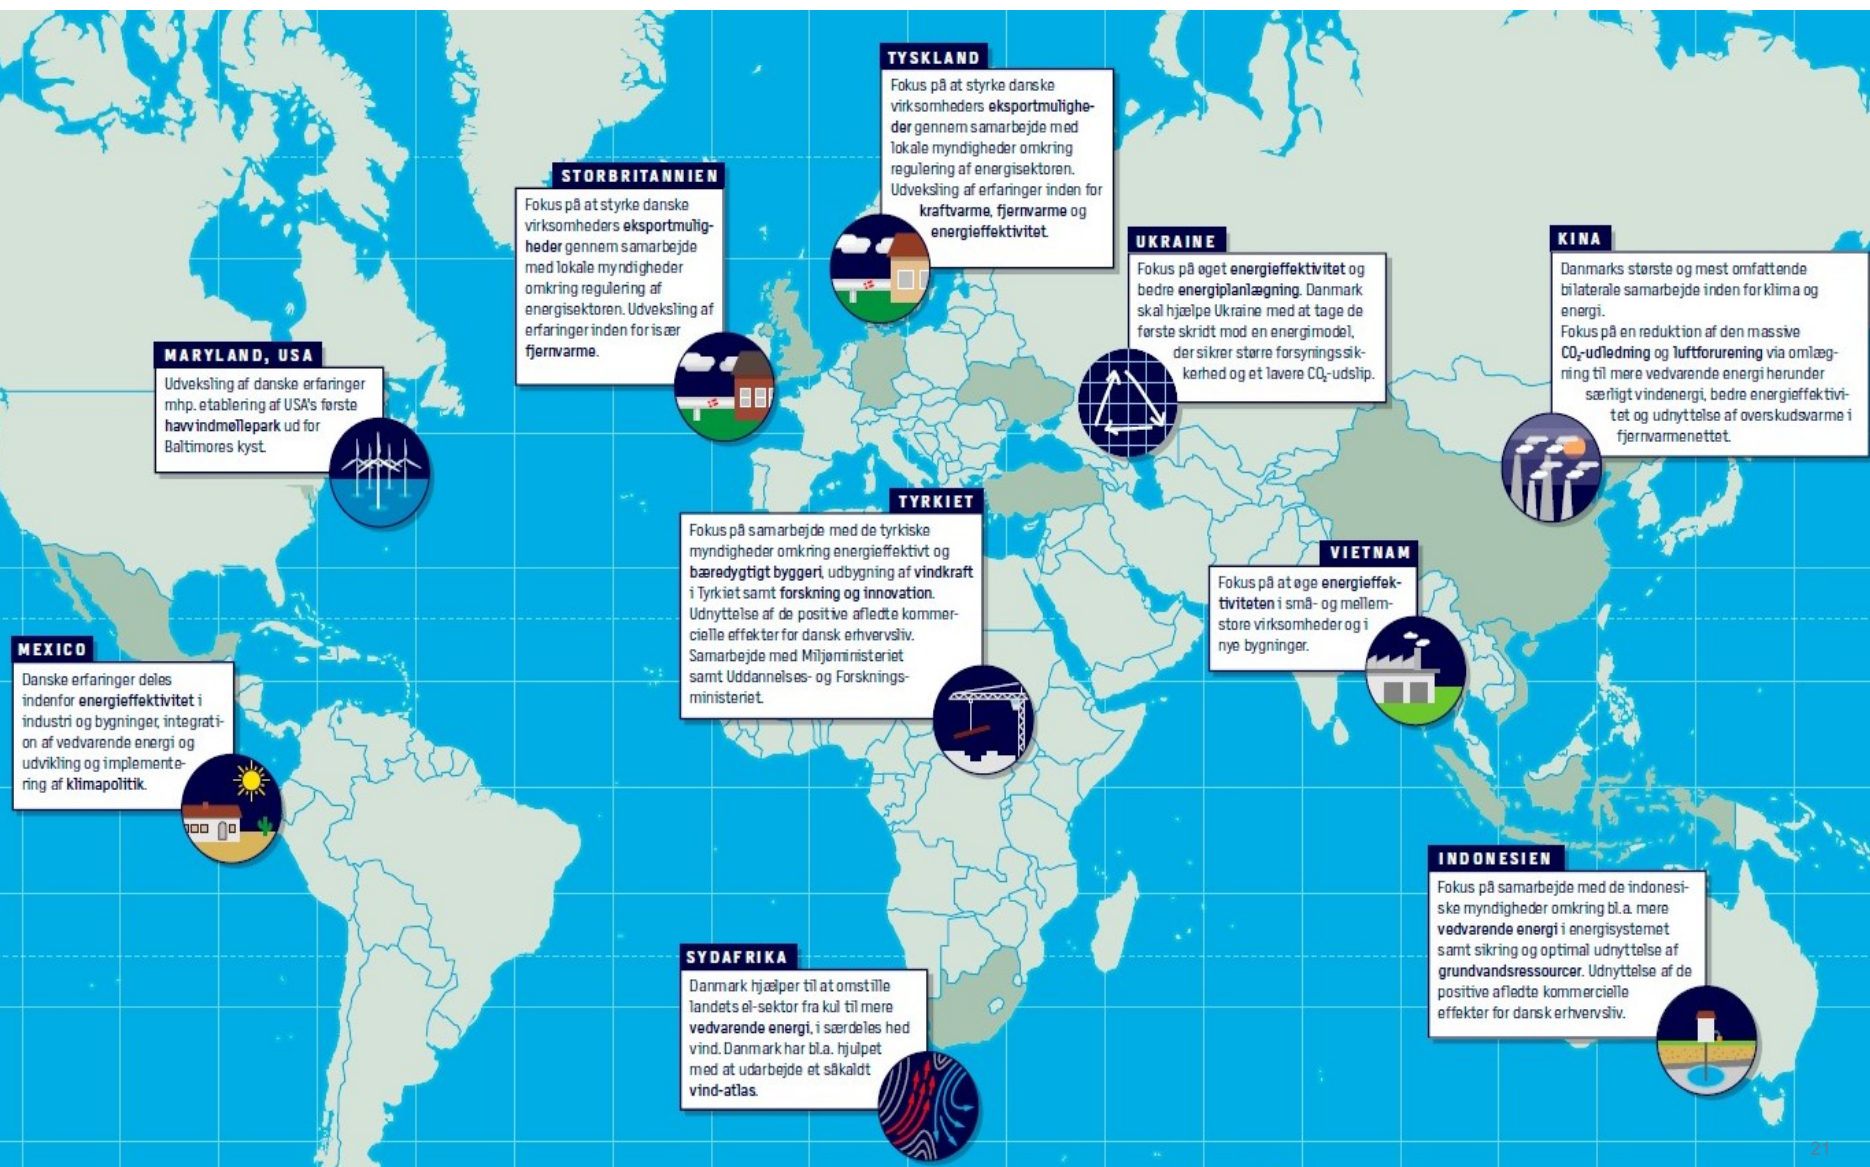 TYSKLAND
Fokus på at styrke danske
virksomheders eksportmulighe-
der gennem samarbejde med
lokale myndigheder omkring
regulering af energisektoren.
Udveksling af erfaringer inden for
kraftvarme, fjernvarme og
energieffektivitet.
STORBRITANNIEN
Fokus på at styrke danske
virksomheders eksportmulig-
heder gennem samarbejde
med lokale myndigheder
omkring regulering af
energisektoren. Udveksling af
erfaringer inden for især
fjernvarme.
UKRAINE
Fokus på øget energieffektivitet og
bedre energiplanlægning. Danmark
skal hjælpe Ukraine med at tage de
første skridt mod en energimodel,
der sikrer større forsyningssik-
kerhed og et lavere CO₂-udslip.
KINA
Danmarks største og mest omfattende
bilaterale samarbejde inden for klima og
energi.
Fokus på en reduktion af den massive
CO₂-udledning og luftforurening via omlæg-
ning til mere vedvarende energi herunder
særligt vindenergi, bedre energieffektivi-
tet og udnyttelse af overskudsvarme i
fjernvarmenettet.
MARYLAND, USA
Udveksling af danske erfaringer
mhp. etablering af USA's første
havvindmøllepark ud for
Baltimores kyst.
TYRKIET
Fokus på samarbejde med de tyrkiske
myndigheder omkring energieffektivt og
bæredygtigt byggeri, udbygning af vindkraft
i Tyrkiet samt forskning og innovation.
Udnyttelse af de positive afledte kommer-
cielle effekter for dansk erhvervsliv.
Samarbejde med Miljøministeriet
samt Uddannelses- og Forsknings-
ministeriet.
VIETNAM
Fokus på at øge energieffek-
tiviteten i små- og mellem-
store virksomheder og i
nye bygninger.
MEXICO
Danske erfaringer deles
indenfor energieffektivitet i
industri og bygninger, integrati-
on af vedvarende energi og
udvikling og implemente-
ring af klimapolitik.
INDONESIEN
Fokus på samarbejde med de indonesi-
ske myndigheder omkring bl.a. mere
vedvarende energi i energisystemet
samt sikring og optimal udnyttelse af
grundvandsressourcer. Udnyttelse af de
positive afledte kommercielle
effekter for dansk erhvervsliv.
SYDAFRIKA
Danmark hjælper til at omstille
landets el-sektor fra kul til mere
vedvarende energi, i særdeles hed
vind. Danmark har bl.a. hjulpet
med at udarbejde et såkaldt
vind-atlas.
21